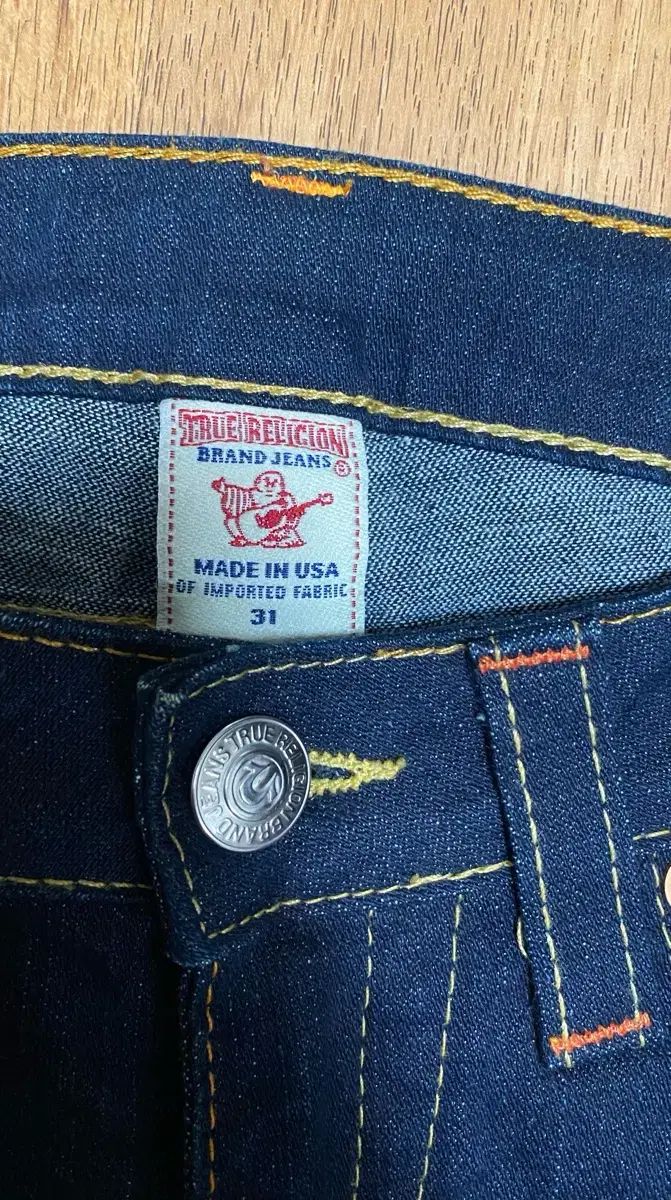 TRUE RELIGION
BRAND JEANS ®
MADE IN USA
OF IMPORTED FABRIC
31
TRUE RELIGION BRAND JEANS